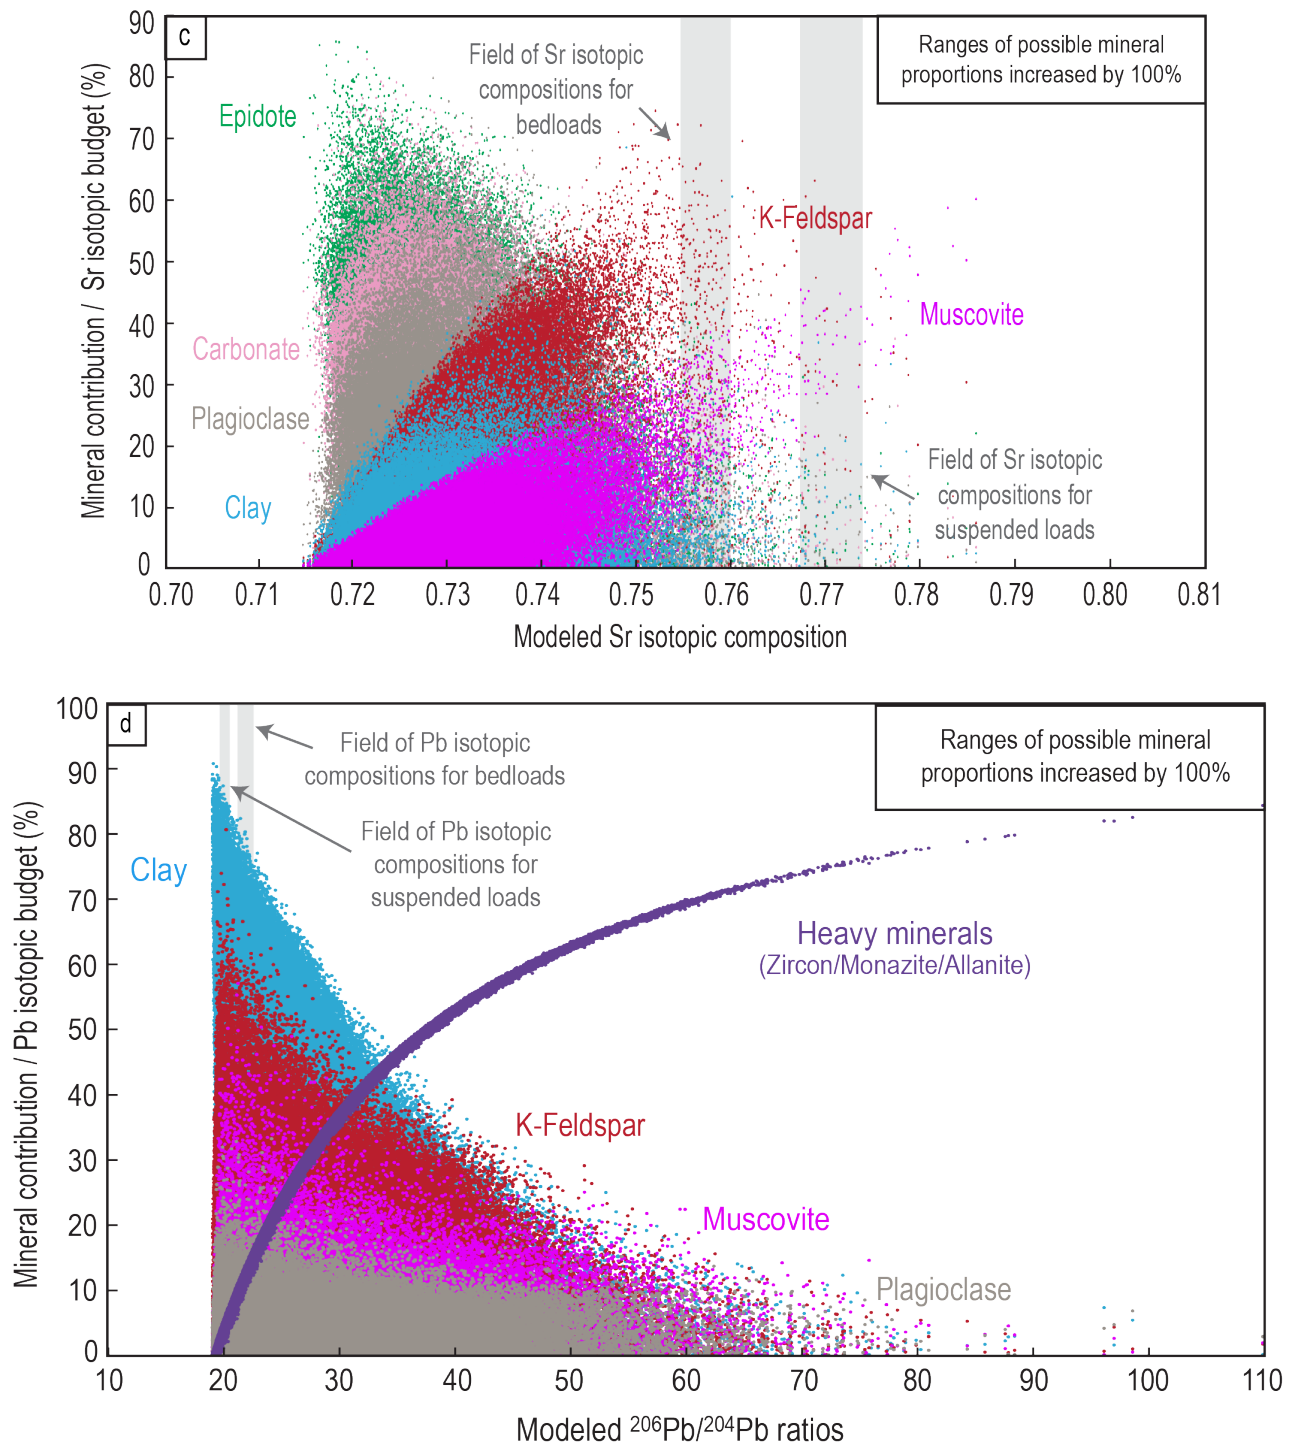 c
Ranges of possible mineral
proportions increased by 100%
Field of Sr isotopic
compositions for
bedloads
Epidote
K-Feldspar
Muscovite
Carbonate
Plagioclase
Clay
Field of Sr isotopic
compositions for
suspended loads
Mineral contribution / Sr isotopic budget (%)
90
80
70
60
50
40
30
20
10
0
0.70 0.71 0.72 0.73 0.74 0.75 0.76 0.77 0.78 0.79 0.80 0.81
Modeled Sr isotopic composition
d
Ranges of possible mineral
proportions increased by 100%
Field of Pb isotopic
compositions for bedloads
Field of Pb isotopic
compositions for
suspended loads
Clay
Heavy minerals
(Zircon/Monazite/Allanite)
K-Feldspar
Muscovite
Plagioclase
Mineral contribution / Pb isotopic budget (%)
100
90
80
70
60
50
40
30
20
10
0
10 20 30 40 50 60 70 80 90 100 110
Modeled ²⁰⁶Pb/²⁰⁴Pb ratios